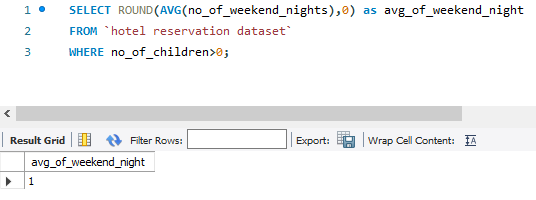 1 SELECT ROUND(AVG(no_of_weekend_nights),0) as avg_of_weekend_night
2 FROM `hotel reservation dataset`
3 WHERE no_of_children>0;
Result Grid Filter Rows: Export: Wrap Cell Content: IA
avg_of_weekend_night
1